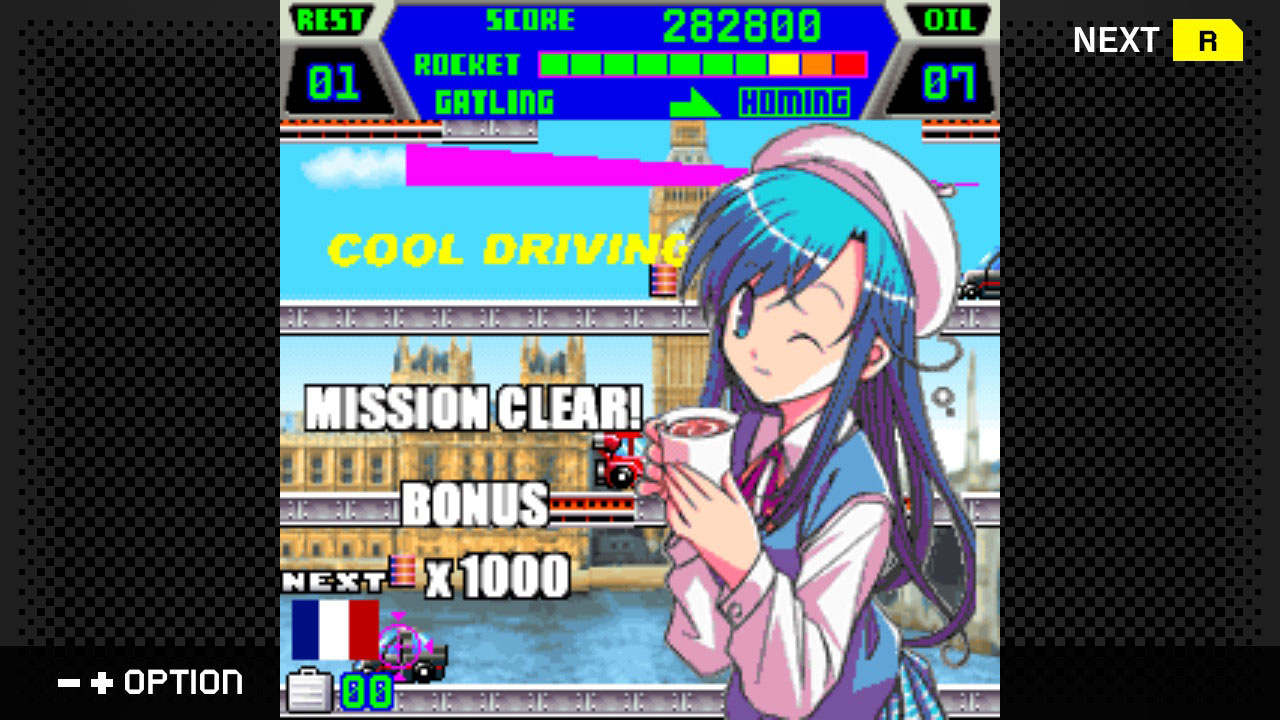 REST
SCORE 282800
OIL
NEXT R
01
ROCKET
07
GATLING HOMING
COOL DRIVING
MISSION CLEAR!
BONUS
NEXT x 1000
00
OPTION